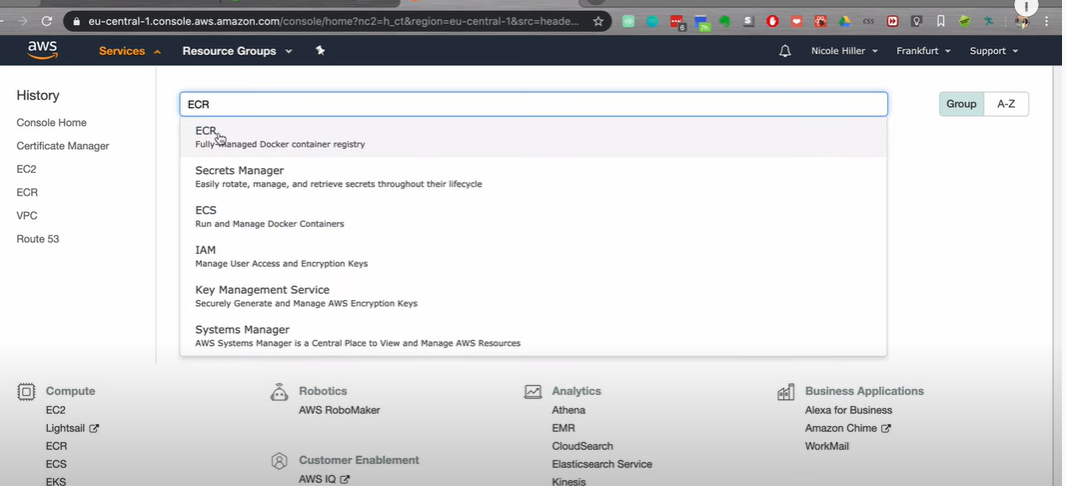 eu-central-1.console.aws.amazon.com/console/home?nc2=h_ct&region=eu-central-1&src=heade...
aws
Services
Resource Groups
Nicole Hiller
Frankfurt
Support
History
Console Home
Certificate Manager
EC2
ECR
VPC
Route 53
ECR
Group
A-Z
ECR
Fully managed Docker container registry
Secrets Manager
Easily rotate, manage, and retrieve secrets throughout their lifecycle
ECS
Run and Manage Docker Containers
IAM
Manage User Access and Encryption Keys
Key Management Service
Securely Generate and Manage AWS Encryption Keys
Systems Manager
AWS Systems Manager is a Central Place to View and Manage AWS Resources
Compute
EC2
Lightsail
ECR
ECS
EKS
Robotics
AWS RoboMaker
Customer Enablement
AWS IQ
Analytics
Athena
EMR
CloudSearch
Elasticsearch Service
Kinesis
Business Applications
Alexa for Business
Amazon Chime
WorkMail